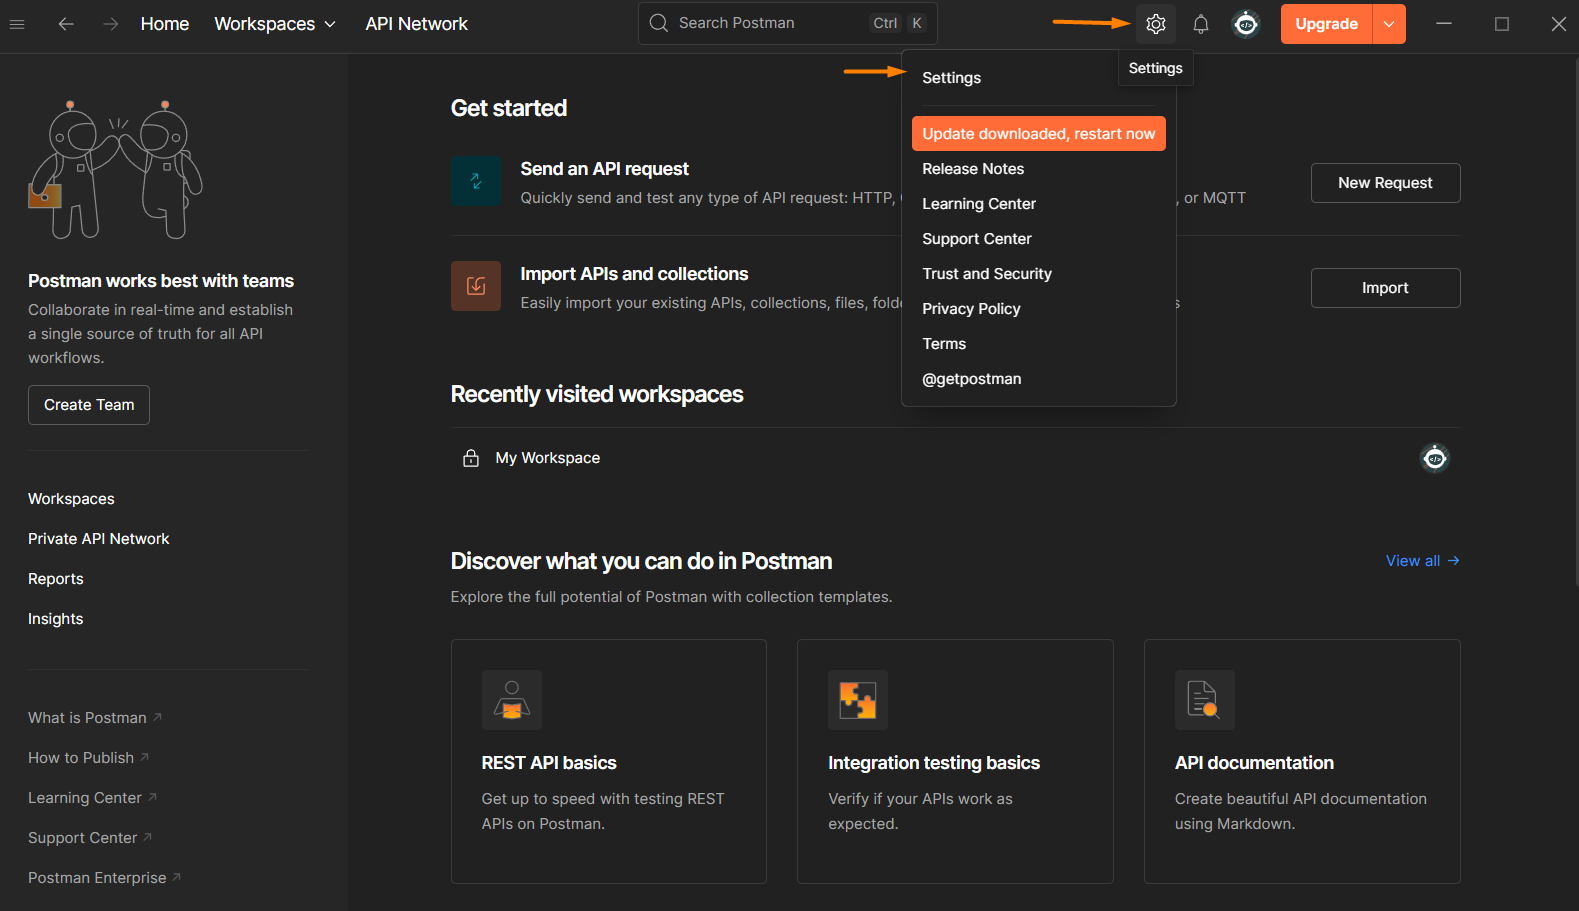 Home
Workspaces
API Network
Search Postman
Ctrl K
Upgrade
Settings
Settings
Update downloaded, restart now
Release Notes
Learning Center
Support Center
Trust and Security
Privacy Policy
Terms
@getpostman
Postman works best with teams
Collaborate in real-time and establish
a single source of truth for all API
workflows.
Create Team
Workspaces
Private API Network
Reports
Insights
What is Postman
How to Publish
Learning Center
Support Center
Postman Enterprise
Get started
Send an API request
Quickly send and test any type of API request: HTTP, , or MQTT
New Request
Import APIs and collections
Easily import your existing APIs, collections, files,
Import
Recently visited workspaces
My Workspace
Discover what you can do in Postman
View all →
Explore the full potential of Postman with collection templates.
REST API basics
Get up to speed with testing REST
APIs on Postman.
Integration testing basics
Verify if your APIs work as
expected.
API documentation
Create beautiful API documentation
using Markdown.